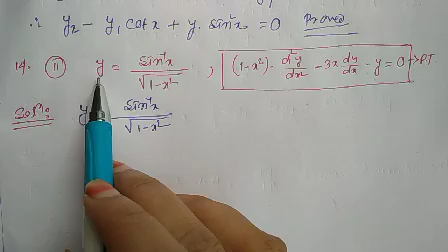 ∴ y₂ - y₁ cot x + y. sin²x = 0 Proved
14. (11) y = sin⁻¹x / √1-x² , (1-x²) - d²y/dx² - 3x dy/dx - y = 0 → P.T
Solⁿ: y sin⁻¹x / √1-x²